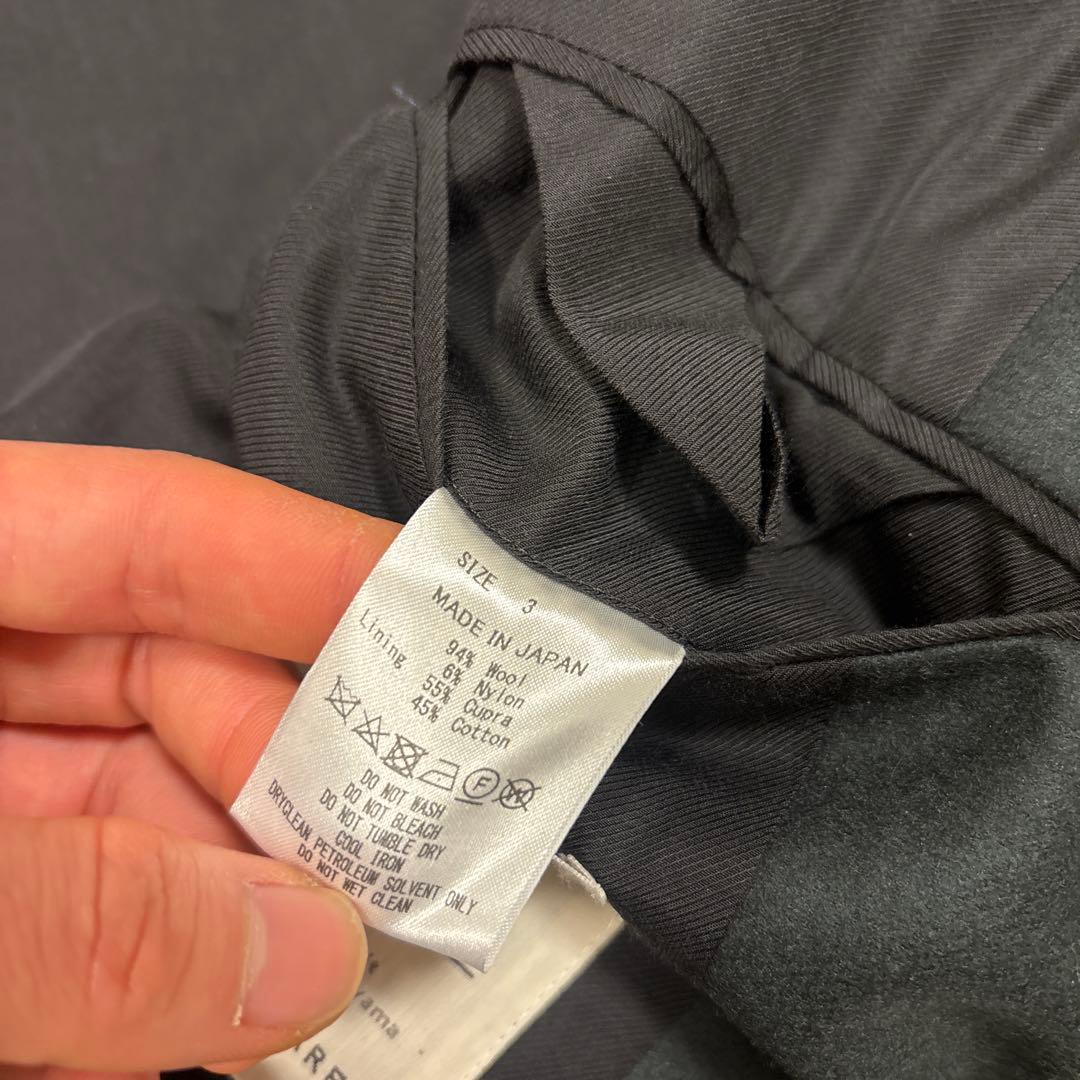 SIZE 3
MADE IN JAPAN
94% Wool
6% Nylon
Lining 55% Cupra
45% Cotton
F W
DO NOT WASH
DO NOT BLEACH
DO NOT TUMBLE DRY
COOL IRON
DRYCLEAN PETROLEUM SOLVENT ONLY
DO NOT WET CLEAN